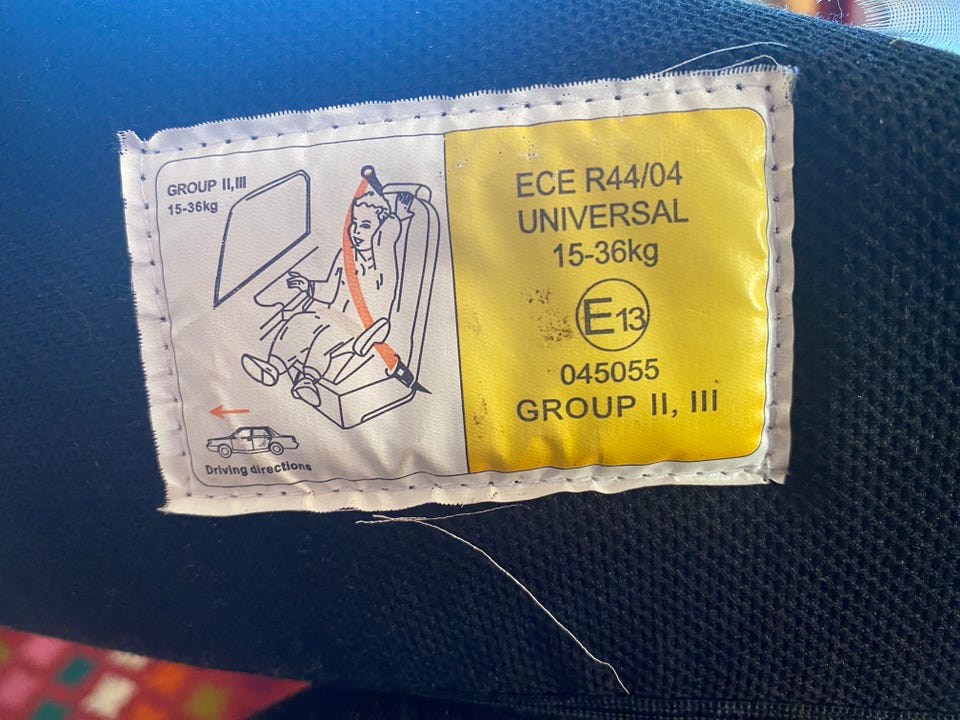 GROUP II,III
15-36kg
Driving directions
ECE R44/04
UNIVERSAL
15-36kg
E13
045055
GROUP II, III